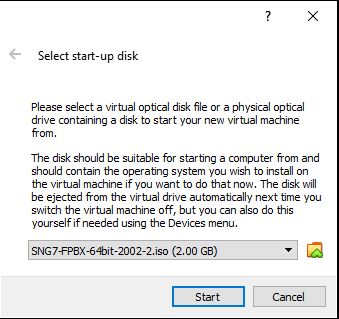 Select start-up disk
Please select a virtual optical disk file or a physical optical
drive containing a disk to start your new virtual machine
from.
The disk should be suitable for starting a computer from and
should contain the operating system you wish to install on
the virtual machine if you want to do that now. The disk will
be ejected from the virtual drive automatically next time you
switch the virtual machine off, but you can also do this
yourself if needed using the Devices menu.
SNG7-FPBX-64bit-2002-2.iso (2.00 GB)
Start Cancel